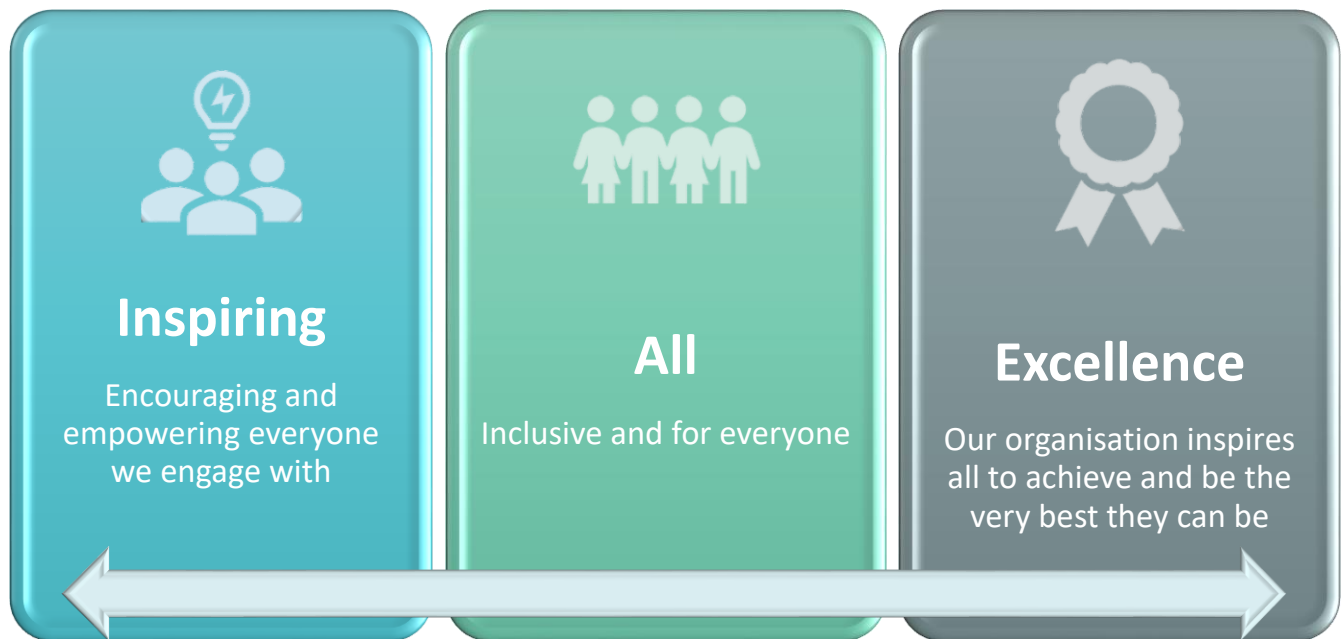 Inspiring
Encouraging and
empowering everyone
we engage with
All
Inclusive and for everyone
Excellence
Our organisation inspires
all to achieve and be the
very best they can be